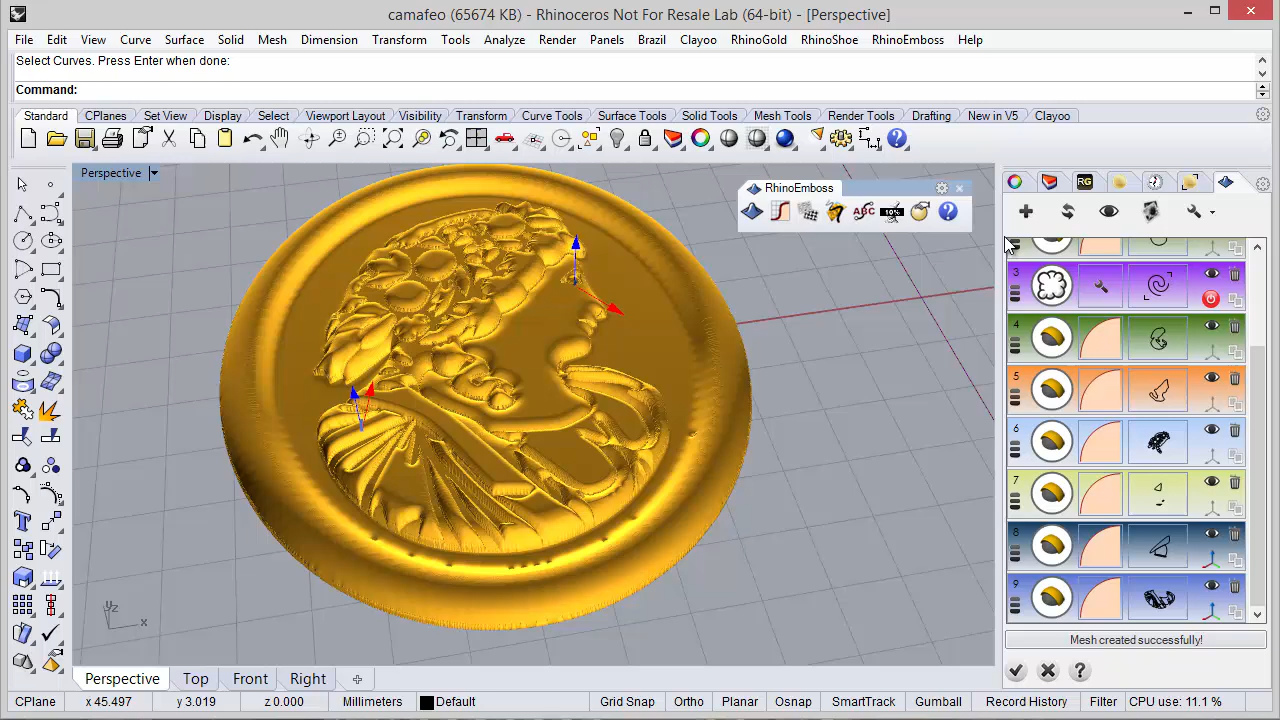 camafeo (65674 KB) - Rhinoceros Not For Resale Lab (64-bit) - [Perspective]
File Edit View Curve Surface Solid Mesh Dimension Transform Tools Analyze Render Panels Brazil Clayoo RhinoGold RhinoShoe RhinoEmboss Help
Select Curves. Press Enter when done:
Command:
Standard CPlanes Set View Display Select Viewport Layout Visibility Transform Curve Tools Surface Tools Solid Tools Mesh Tools Render Tools Drafting New in V5 Clayoo
Perspective
RhinoEmboss
RG
ABC
10%
3
4
5
6
7
8
9
yz
x
Mesh created successfully!
Perspective Top Front Right
CPlane x 45.497 y 3.019 z 0.000 Millimeters Default Grid Snap Ortho Planar Osnap SmartTrack Gumball Record History Filter CPU use: 11.1 %